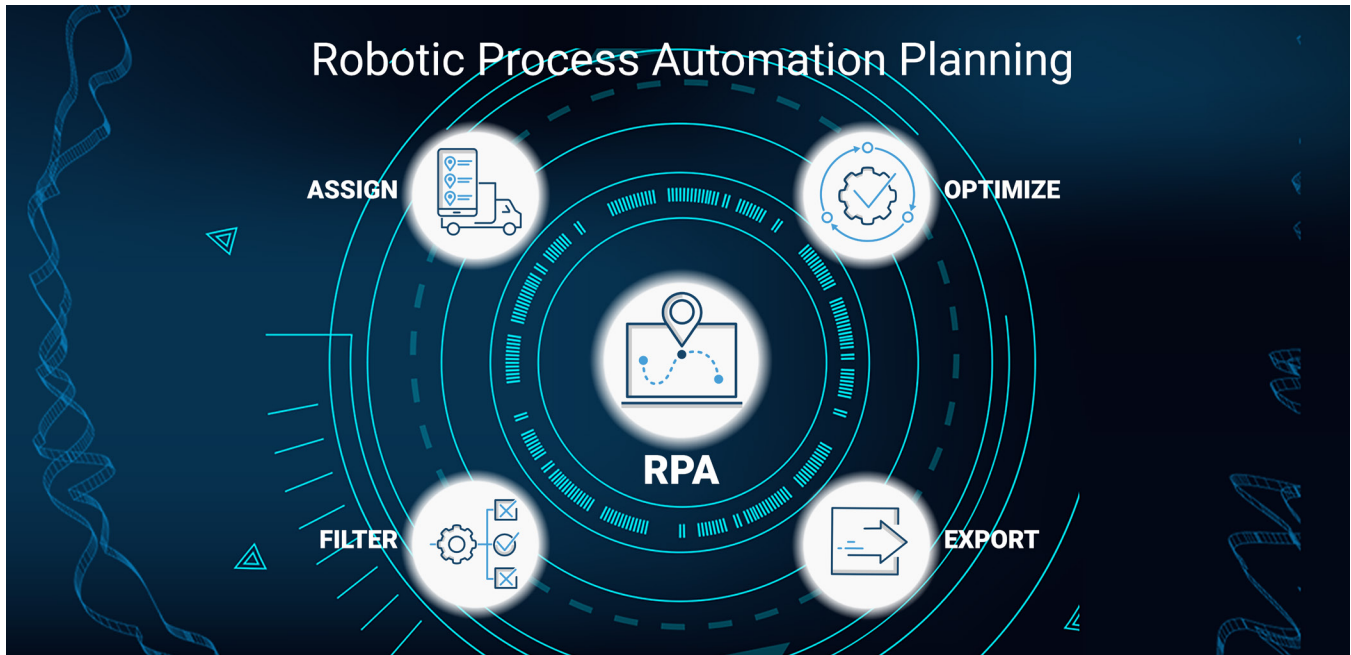 Robotic Process Automation Planning
ASSIGN
OPTIMIZE
RPA
FILTER
EXPORT